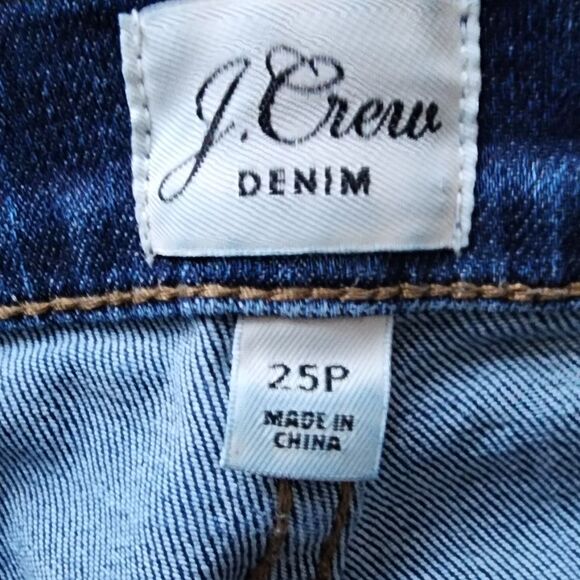 J. Crew
DENIM
25P
MADE IN
CHINA